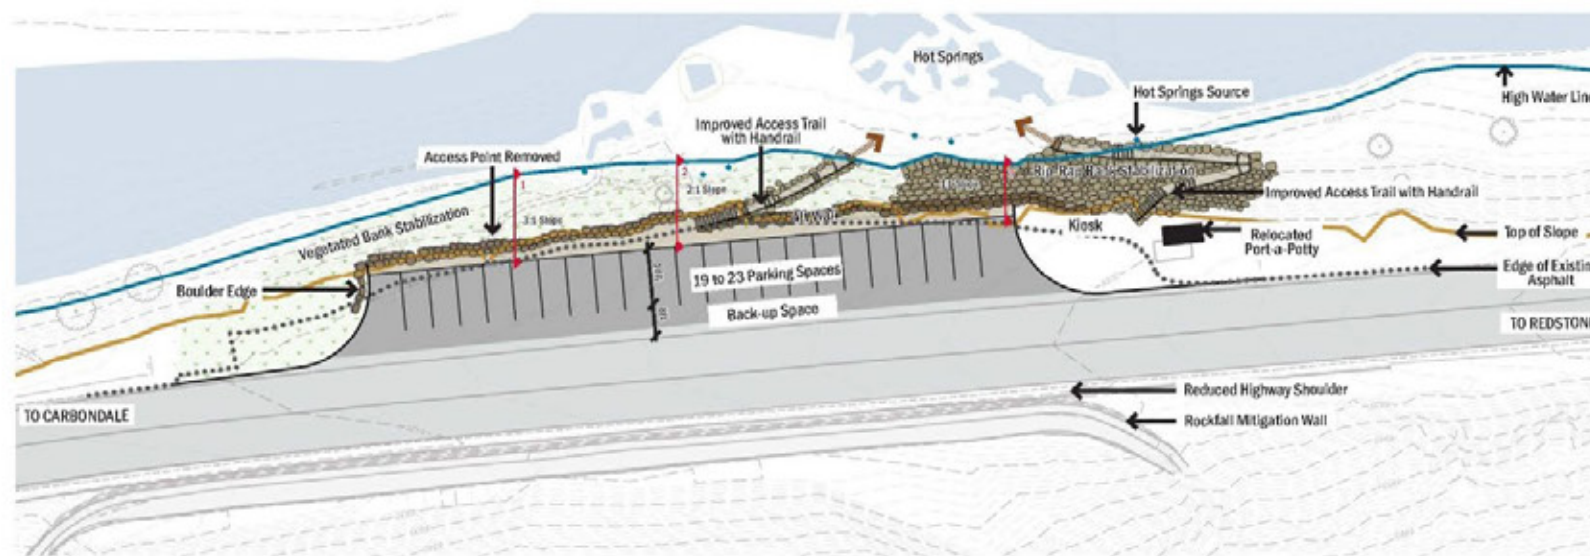 Hot Springs
Hot Springs Source
High Water Line
Improved Access Trail
with Handrail
Access Point Removed
1
2
2:1 Slope
3:1 Slope
Rip-Rap Bank Stabilization
Improved Access Trail with Handrail
Vegetated Bank Stabilization
Kiosk
Relocated
Port-a-Potty
Top of Slope
Boulder Edge
19 to 23 Parking Spaces
Edge of Existin
Asphalt
Back-up Space
TO REDSTON
TO CARBONDALE
Reduced Highway Shoulder
Rockfall Mitigation Wall